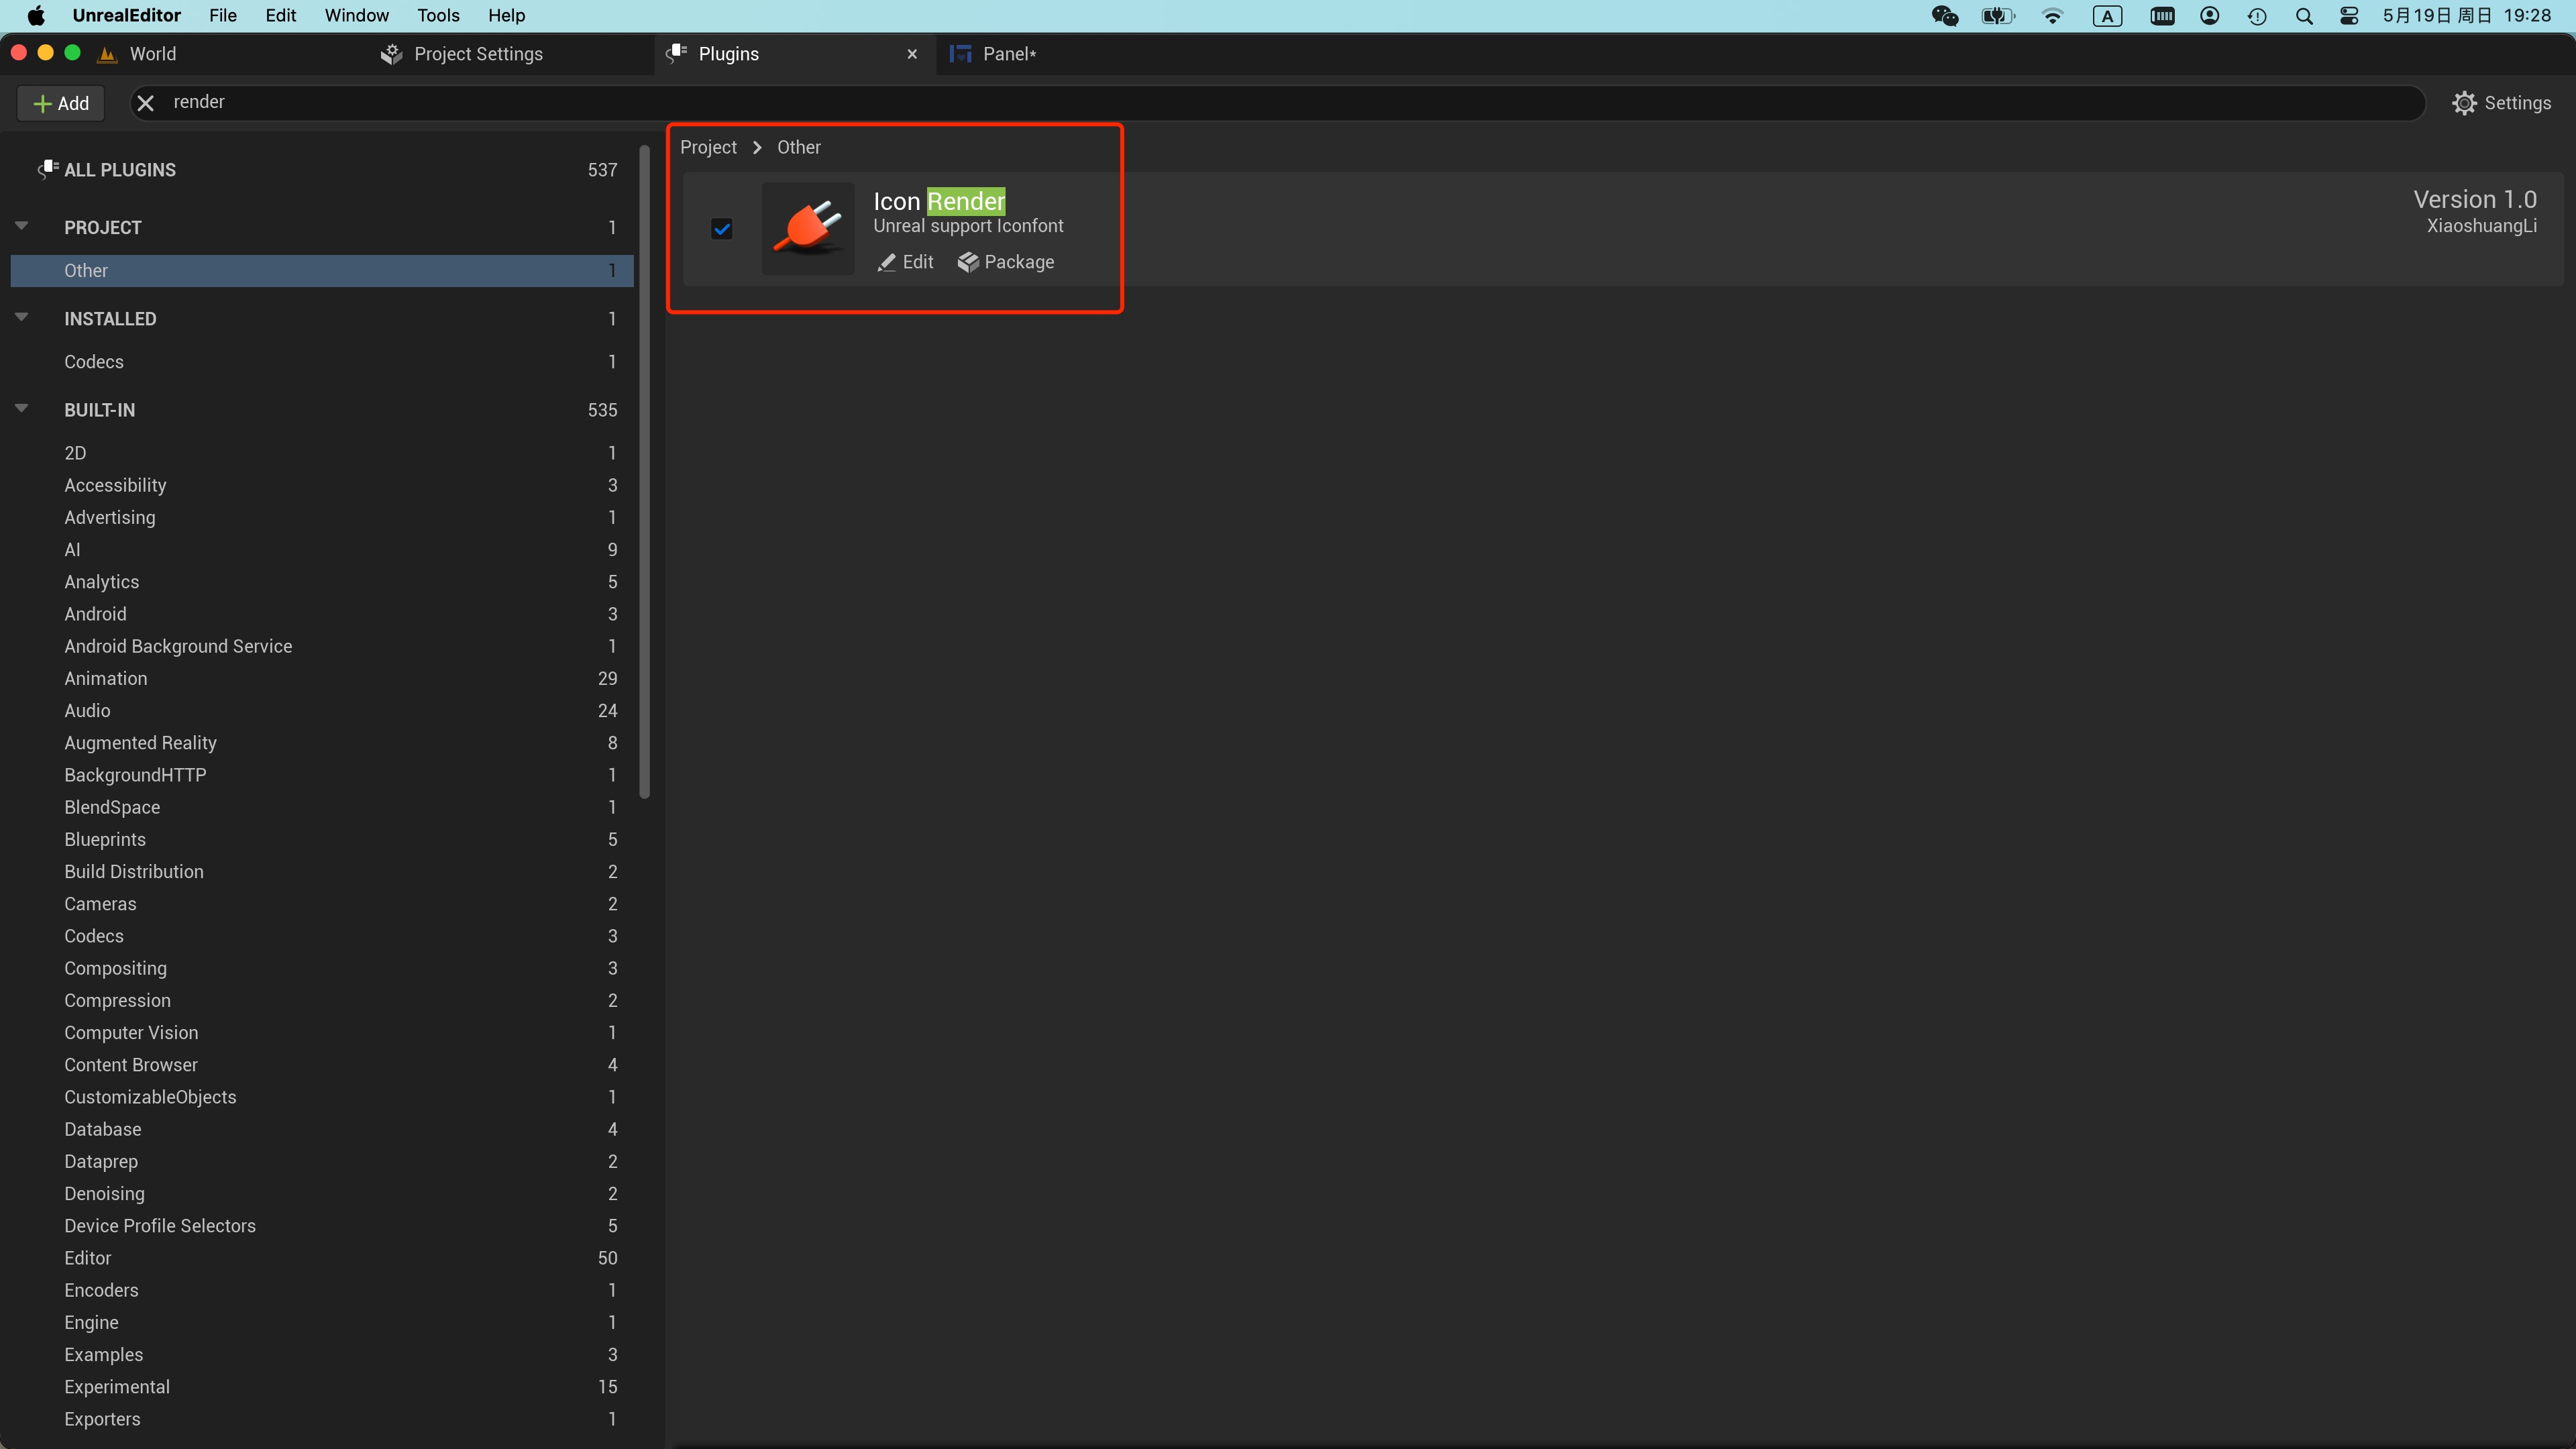 UnrealEditor File Edit Window Tools Help A 5月19日 周日 19:28
World Project Settings Plugins Panel*
Add render Settings
Project Other
ALL PLUGINS 537
Icon Render
Unreal support Iconfont
Edit Package
Version 1.0
XiaoshuangLi
PROJECT 1
Other 1
INSTALLED 1
Codecs 1
BUILT-IN 535
2D 1
Accessibility 3
Advertising 1
AI 9
Analytics 5
Android 3
Android Background Service 1
Animation 29
Audio 24
Augmented Reality 8
BackgroundHTTP 1
BlendSpace 1
Blueprints 5
Build Distribution 2
Cameras 2
Codecs 3
Compositing 3
Compression 2
Computer Vision 1
Content Browser 4
CustomizableObjects 1
Database 4
Dataprep 2
Denoising 2
Device Profile Selectors 5
Editor 50
Encoders 1
Engine 1
Examples 3
Experimental 15
Exporters 1